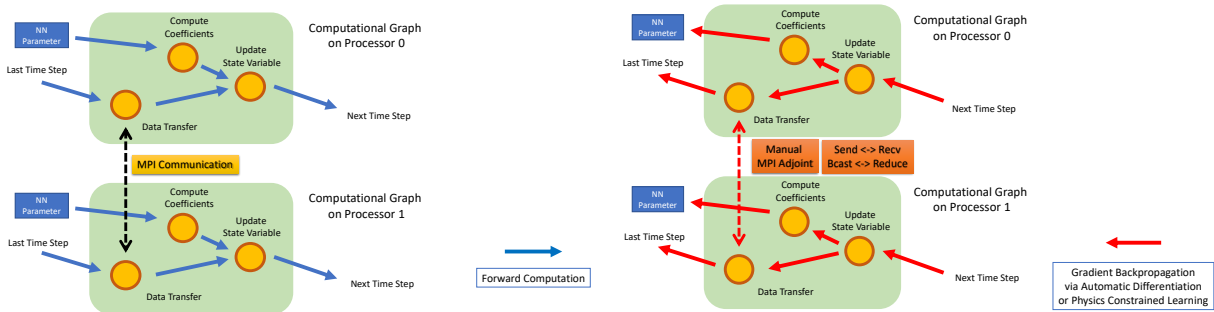 NN
Parameter
Compute
Coefficients
Update
State Variable
Computational Graph
on Processor 0
Last Time Step
Next Time Step
Data Transfer
MPI Communication
NN
Parameter
Compute
Coefficients
Update
State Variable
Computational Graph
on Processor 1
Last Time Step
Next Time Step
Data Transfer
Forward Computation
NN
Parameter
Compute
Coefficients
Update
State Variable
Computational Graph
on Processor 0
Last Time Step
Next Time Step
Data Transfer
Manual
MPI Adjoint
Send <-> Recv
Bcast <-> Reduce
NN
Parameter
Compute
Coefficients
Update
State Variable
Computational Graph
on Processor 1
Last Time Step
Next Time Step
Data Transfer
Gradient Backpropagation
via Automatic Differentiation
or Physics Constrained Learning